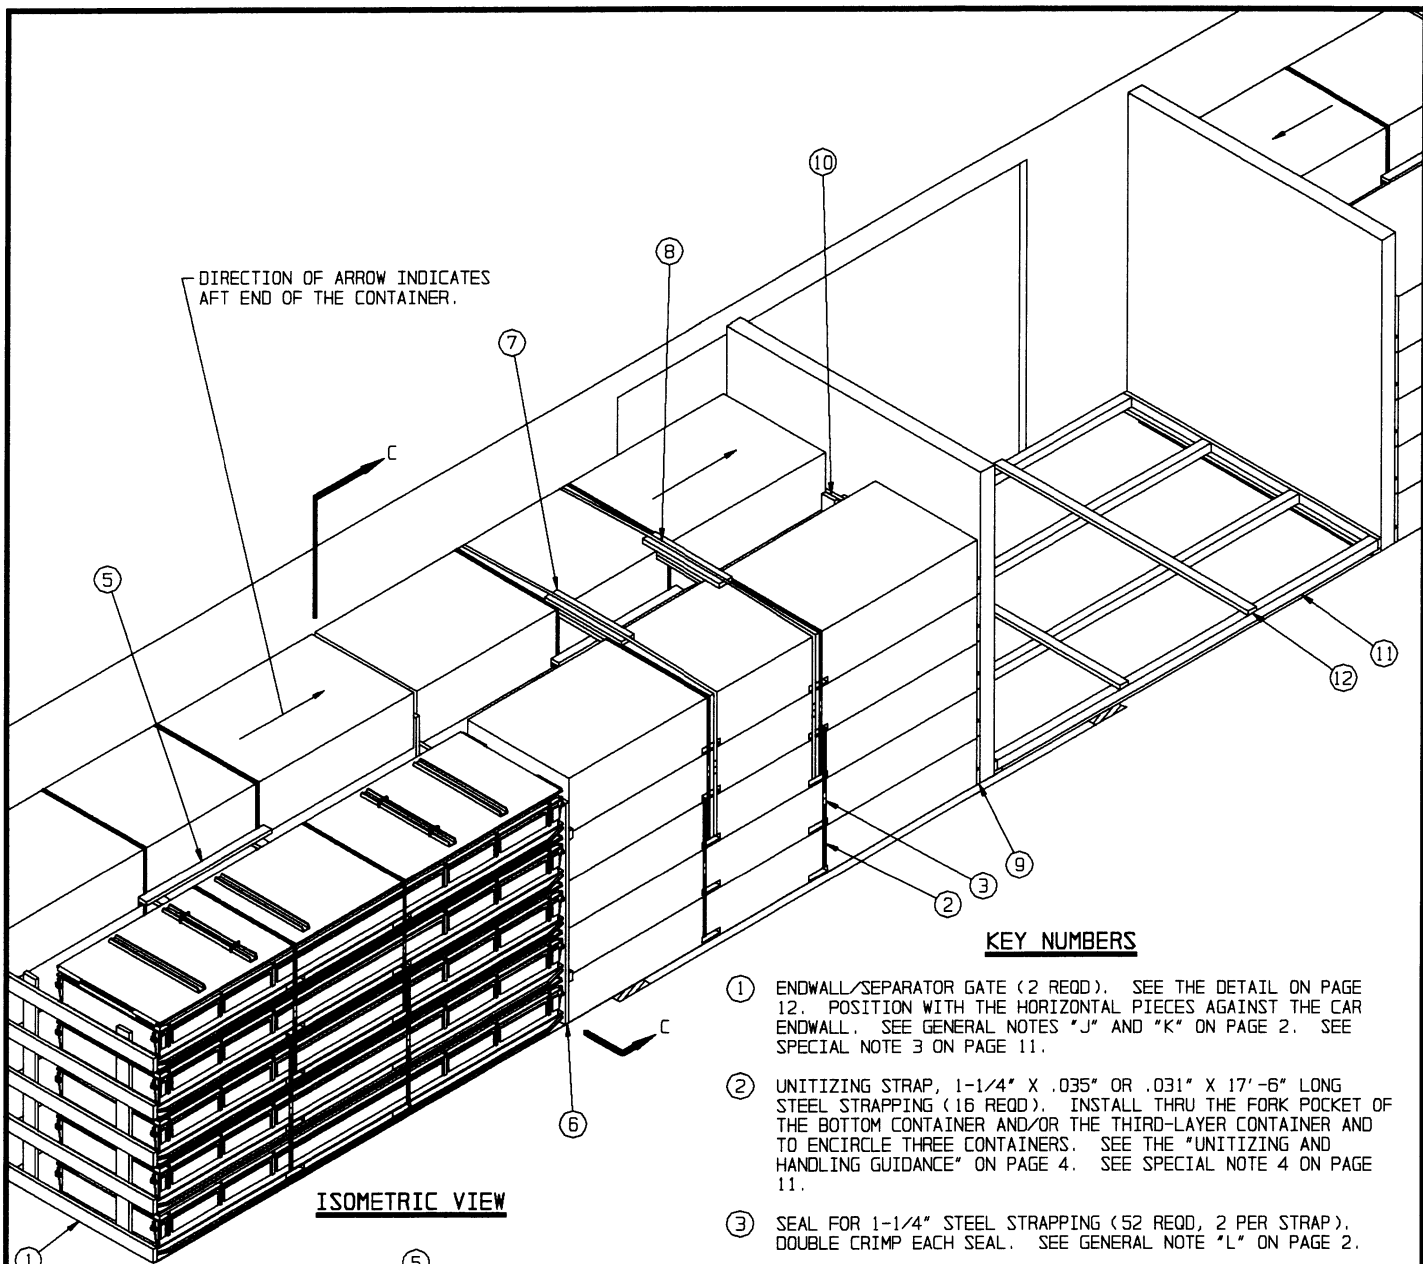 10
8
DIRECTION OF ARROW INDICATES
AFT END OF THE CONTAINER.
7
C
5
11
12
9
3
2
KEY NUMBERS
1 ENDWALL/SEPARATOR GATE (2 REQD). SEE THE DETAIL ON PAGE
12. POSITION WITH THE HORIZONTAL PIECES AGAINST THE CAR
ENDWALL. SEE GENERAL NOTES "J" AND "K" ON PAGE 2. SEE
SPECIAL NOTE 3 ON PAGE 11.
C
2 UNITIZING STRAP, 1-1/4" X .035" OR .031" X 17'-6" LONG
STEEL STRAPPING (16 REQD). INSTALL THRU THE FORK POCKET OF
THE BOTTOM CONTAINER AND/OR THE THIRD-LAYER CONTAINER AND
TO ENCIRCLE THREE CONTAINERS. SEE THE "UNITIZING AND
HANDLING GUIDANCE" ON PAGE 4. SEE SPECIAL NOTE 4 ON PAGE
11.
6
ISOMETRIC VIEW
3 SEAL FOR 1-1/4" STEEL STRAPPING (52 REQD, 2 PER STRAP).
DOUBLE CRIMP EACH SEAL. SEE GENERAL NOTE "L" ON PAGE 2.
1
5